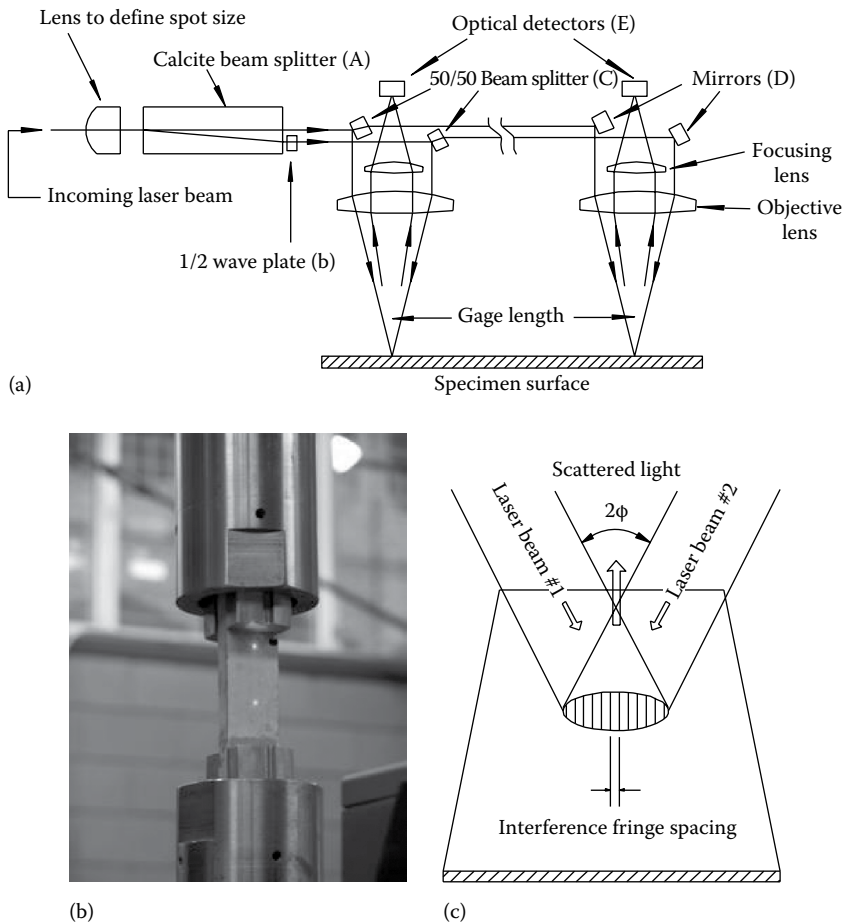 Lens to define spot size
Optical detectors (E)
Calcite beam splitter (A)
50/50 Beam splitter (C)
Mirrors (D)
Incoming laser beam
Focusing
lens
Objective
lens
1/2 wave plate (b)
Gage length
Specimen surface
(a)
Scattered light
Laser beam #1
2ϕ
Laser beam #2
Interference fringe spacing
(b)
(c)